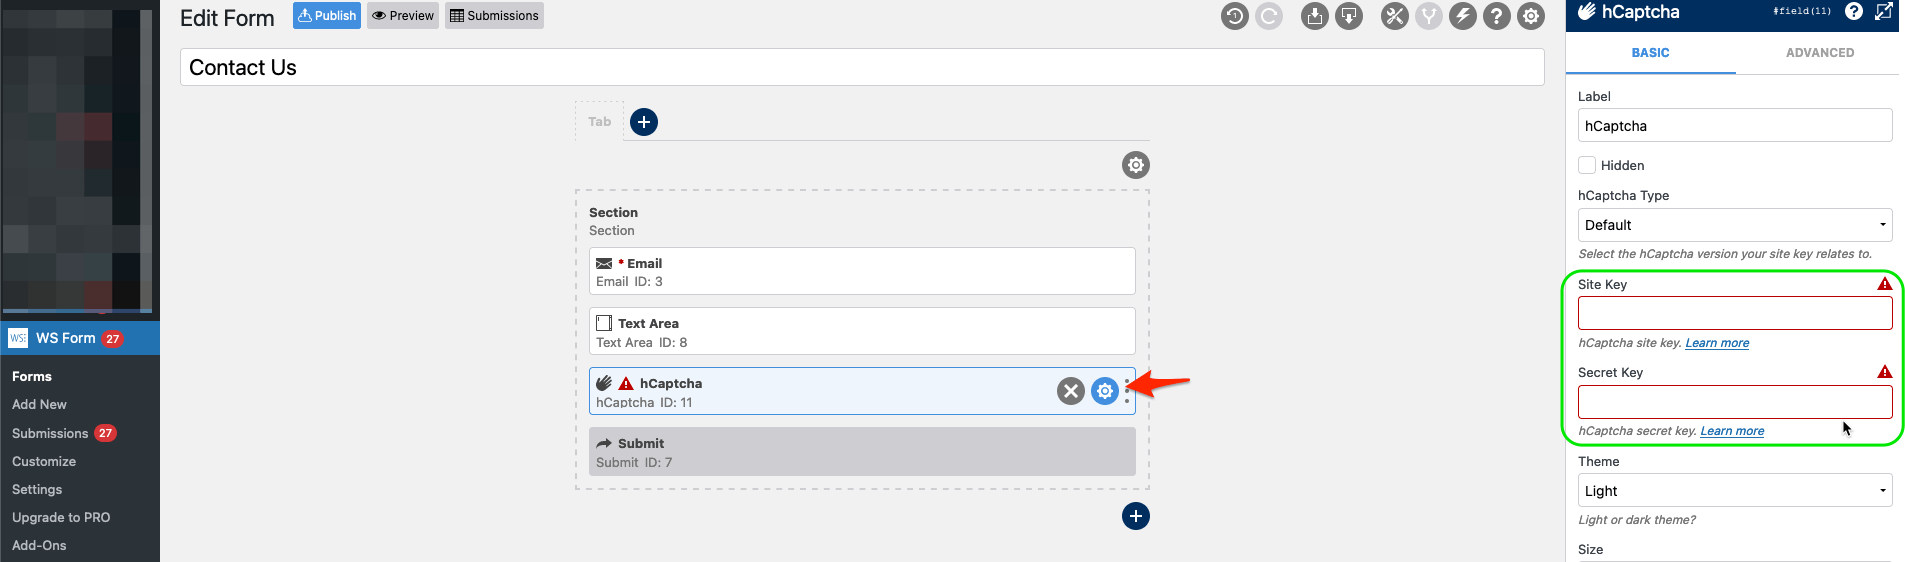 Edit Form
Publish
Preview
Submissions
Contact Us
Tab
Section
Section
* Email
Email ID: 3
Text Area
Text Area ID: 8
hCaptcha
hCaptcha ID: 11
Submit
Submit ID: 7
WS Form 27
Forms
Add New
Submissions 27
Customize
Settings
Upgrade to PRO
Add-Ons
hCaptcha
#field(11)
BASIC
ADVANCED
Label
hCaptcha
Hidden
hCaptcha Type
Default
Select the hCaptcha version your site key relates to.
Site Key
hCaptcha site key. Learn more
Secret Key
hCaptcha secret key. Learn more
Theme
Light
Light or dark theme?
Size